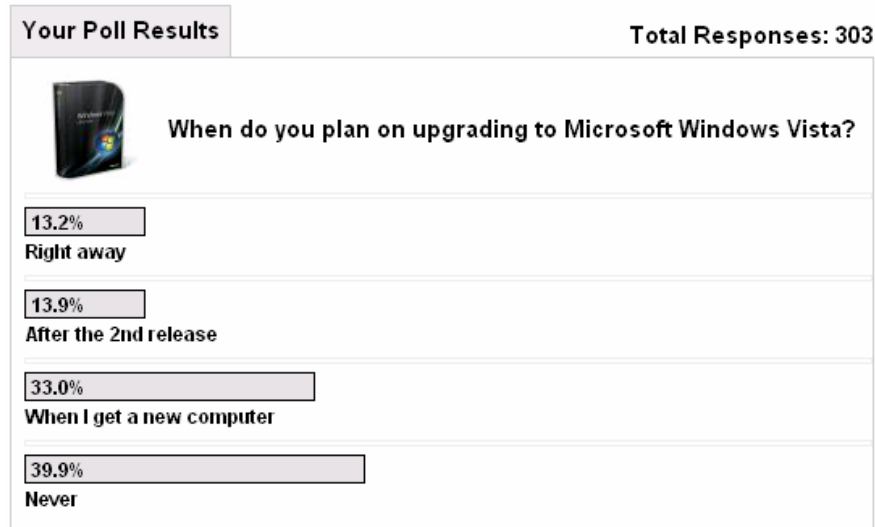 Your Poll Results
Total Responses: 303
When do you plan on upgrading to Microsoft Windows Vista?
13.2%
Right away
13.9%
After the 2nd release
33.0%
When I get a new computer
39.9%
Never